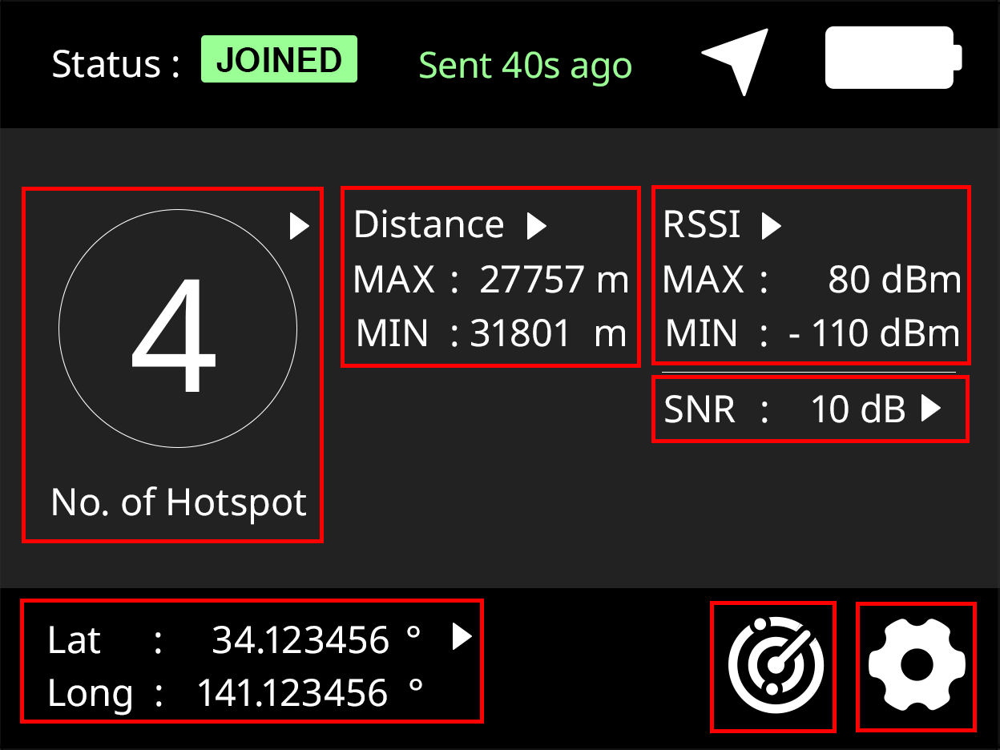 Status : JOINED Sent 40s ago
4
No. of Hotspot
Distance
MAX : 27757 m
MIN : 31801 m
RSSI
MAX : 80 dBm
MIN : - 110 dBm
SNR : 10 dB
Lat : 34.123456 °
Long : 141.123456 °